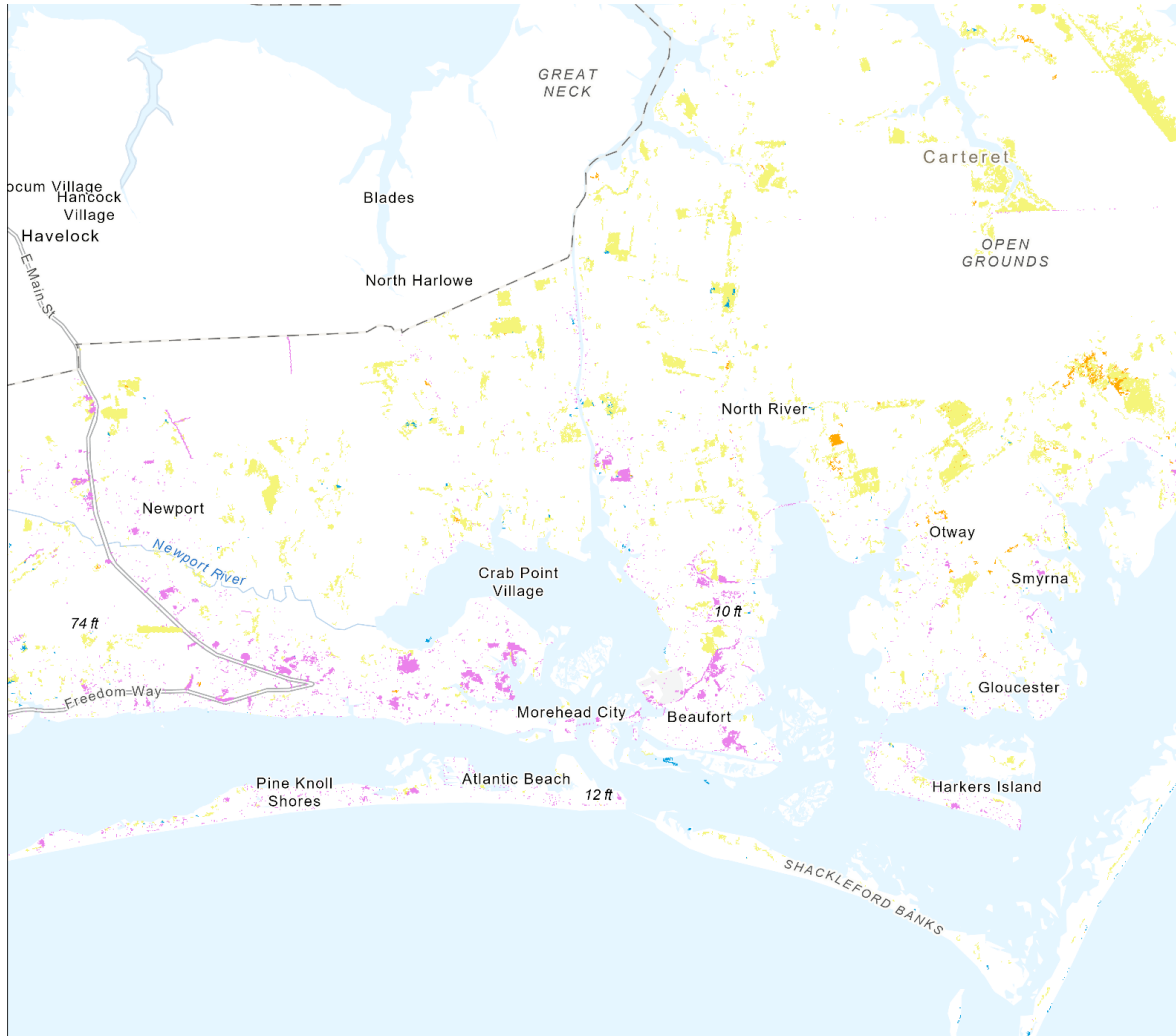 GREAT
NECK
Carteret
ocum Village
Hancock
Village
Blades
Havelock
OPEN
GROUNDS
E Main St
North Harlowe
North River
Newport
Otway
Newport River
Crab Point
Village
Smyrna
10 ft
74 ft
Freedom Way
Gloucester
Morehead City
Beaufort
Pine Knoll
Shores
Atlantic Beach
12 ft
Harkers Island
SHACKLEFORD BANKS